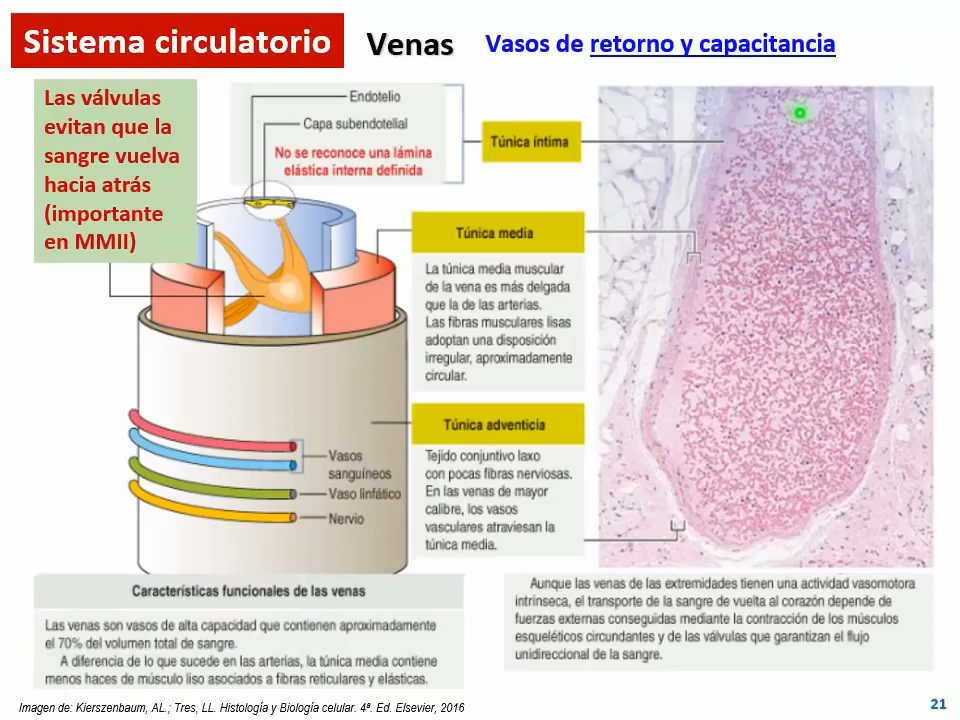 Sistema circulatorio
Venas
Vasos de retorno y capacitancia
Las válvulas
evitan que la
sangre vuelva
hacia atrás
(importante
en MMII)
Endotelio
Capa subendotelial
No se reconoce una lámina
elástica interna definida
Túnica íntima
Túnica media
La túnica media muscular
de la vena es más delgada
que la de las arterias.
Las fibras musculares lisas
adoptan una disposición
irregular, aproximadamente
circular.
Túnica adventicia
Tejido conjuntivo laxo
con pocas fibras nerviosas.
En las venas de mayor
calibre, los vasos
vasculares atraviesan la
túnica media.
Vasos
sanguíneos
Vaso linfático
Nervio
Características funcionales de las venas
Las venas son vasos de alta capacidad que contienen aproximadamente
el 70% del volumen total de sangre.
A diferencia de lo que sucede en las arterias, la túnica media contiene
menos haces de músculo liso asociados a fibras reticulares y elásticas.
Aunque las venas de las extremidades tienen una actividad vasomotora
intrínseca, el transporte de la sangre de vuelta al corazón depende de
fuerzas externas conseguidas mediante la contracción de los músculos
esqueléticos circundantes y de las válvulas que garantizan el flujo
unidireccional de la sangre.
Imagen de: Kierszenbaum, AL.; Tres, LL. Histología y Biología celular. 4ª. Ed. Elsevier, 2016
21